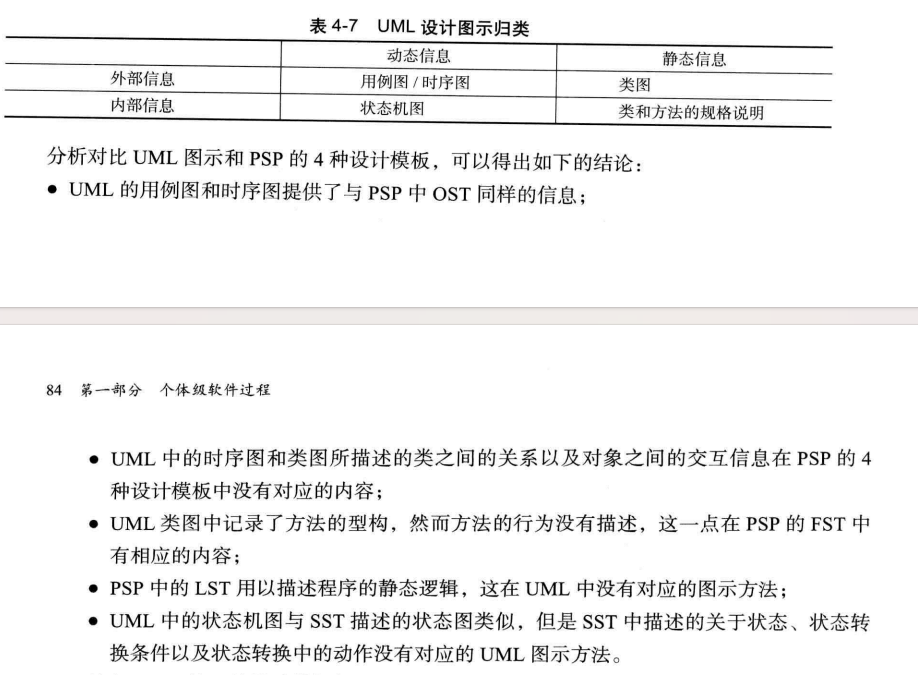 表 4-7 UML 设计图示归类
动态信息 静态信息
外部信息 用例图 / 时序图 类图
内部信息 状态机图 类和方法的规格说明
分析对比 UML 图示和 PSP 的 4 种设计模板，可以得出如下的结论：
● UML 的用例图和时序图提供了与 PSP 中 OST 同样的信息；
84 第一部分 个体级软件过程
● UML 中的时序图和类图所描述的类之间的关系以及对象之间的交互信息在 PSP 的 4
种设计模板中没有对应的内容；
● UML 类图中记录了方法的型构，然而方法的行为没有描述，这一点在 PSP 的 FST 中
有相应的内容；
● PSP 中的 LST 用以描述程序的静态逻辑，这在 UML 中没有对应的图示方法；
● UML 中的状态机图与 SST 描述的状态图类似，但是 SST 中描述的关于状态、状态转
换条件以及状态转换中的动作没有对应的 UML 图示方法。